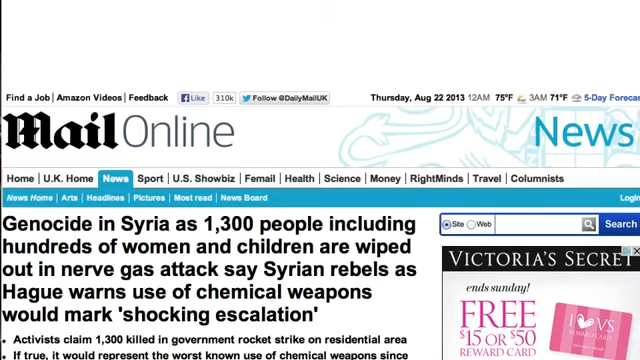 Find a Job | Amazon Videos | Feedback
Like 310k
Follow @DailyMailUK
Thursday, Aug 22 2013 12AM 75°F 3AM 71°F 5-Day Forecas
Mail Online
News
Home | U.K. Home | News | Sport | U.S. Showbiz | Femail | Health | Science | Money | RightMinds | Travel | Columnists
News Home | Arts | Headlines | Pictures | Most read | News Board
Login
Genocide in Syria as 1,300 people including
hundreds of women and children are wiped
out in nerve gas attack say Syrian rebels as
Hague warns use of chemical weapons
would mark 'shocking escalation'
• Activists claim 1,300 killed in government rocket strike on residential area
• If true, it would represent the worst known use of chemical weapons since
Site Web
Search
VICTORIA'S SECRET
ends sunday!
FREE
$15 OR $50
REWARD CARD
I VS
REWARD CARD